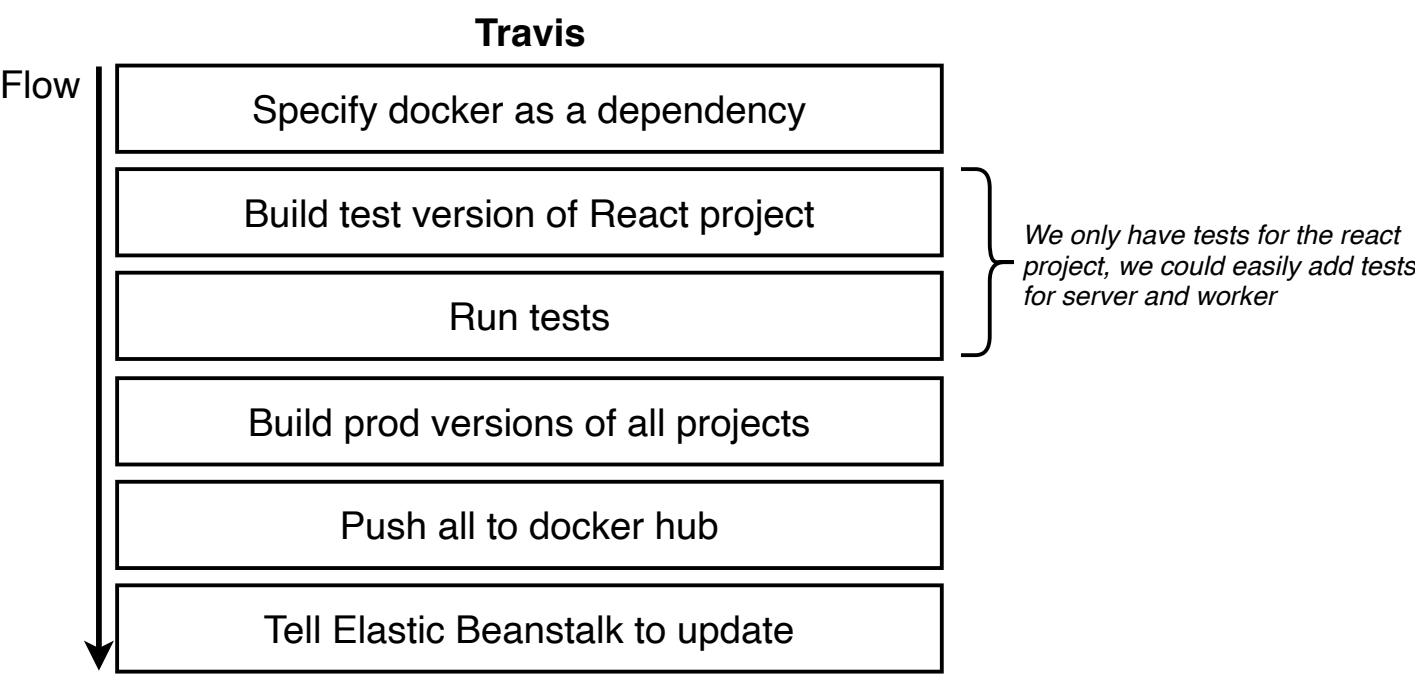 Travis
Flow
Specify docker as a dependency
Build test version of React project
Run tests
We only have tests for the react
project, we could easily add tests
for server and worker
Build prod versions of all projects
Push all to docker hub
Tell Elastic Beanstalk to update